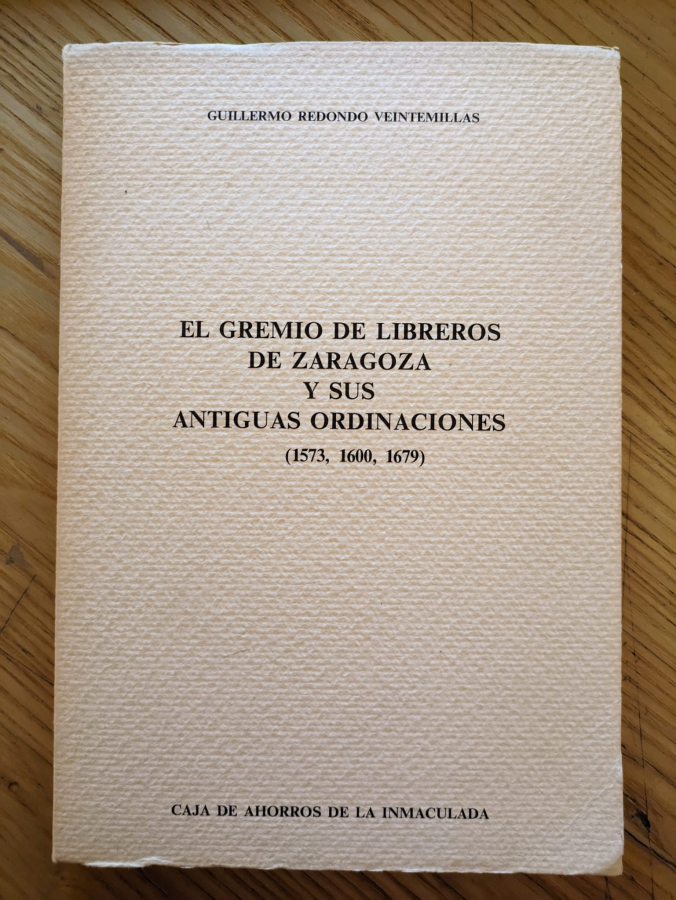 GUILLERMO REDONDO VEINTEMILLAS
EL GREMIO DE LIBREROS
DE ZARAGOZA
Y SUS
ANTIGUAS ORDINACIONES
(1573, 1600, 1679)
CAJA DE AHORROS DE LA INMACULADA